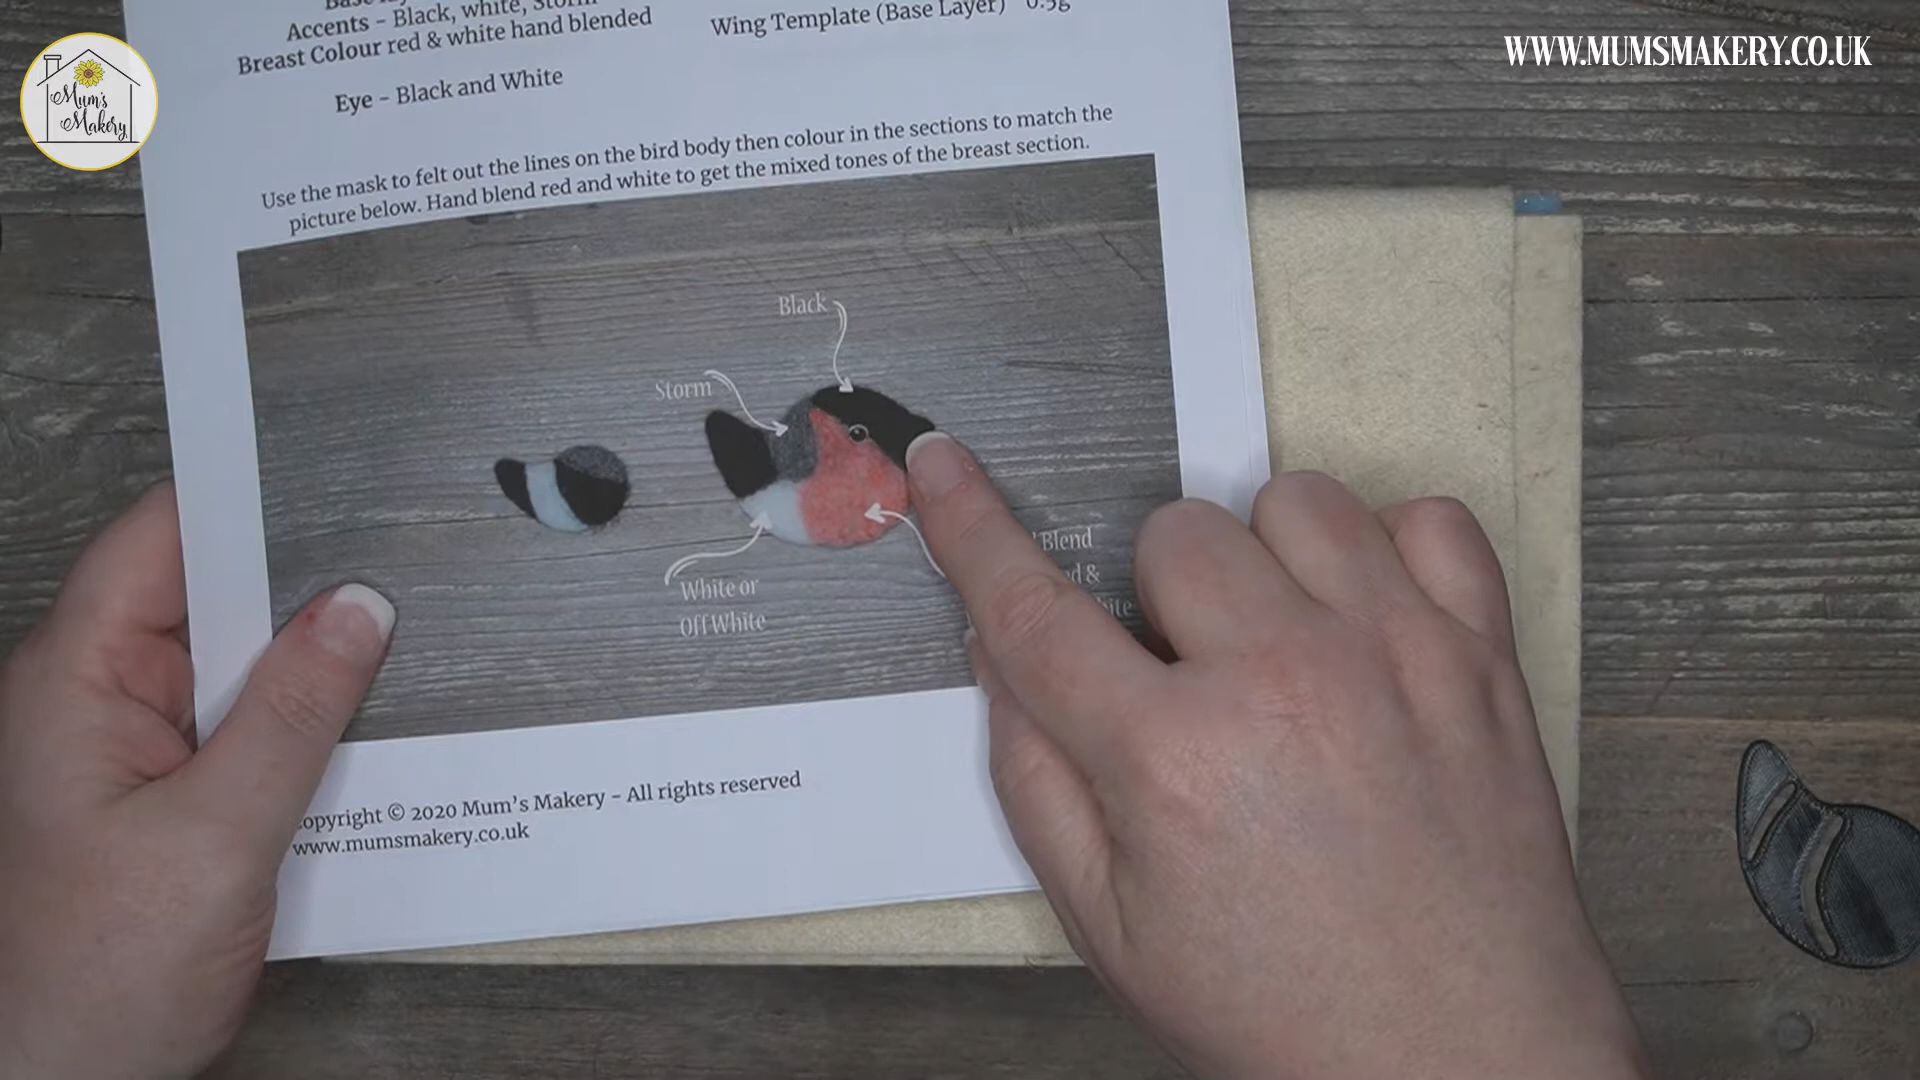 Accents – Black, white, Storm
Breast Colour red & white hand blended
Eye – Black and White
Wing Template (Base Layer) 0.5g
Use the mask to felt out the lines on the bird body then colour in the sections to match the
picture below. Hand blend red and white to get the mixed tones of the breast section.
Black
Storm
White or
Off White
Blend
&
opyright © 2020 Mum's Makery – All rights reserved
www.mumsmakery.co.uk
Mum's
Makery
WWW.MUMSMAKERY.CO.UK